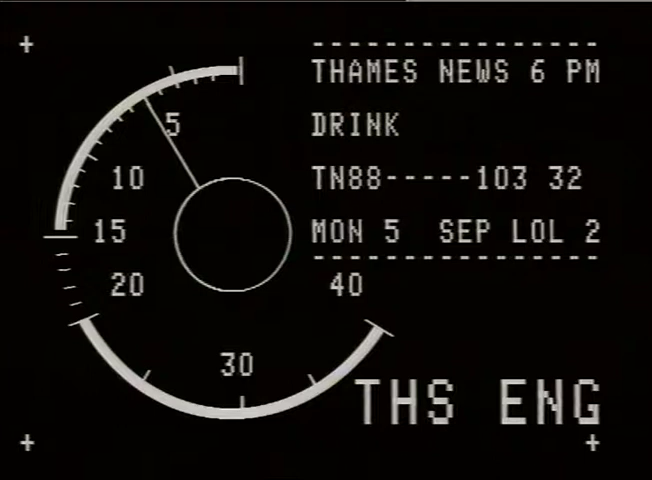 THAMES NEWS 6 PM
DRINK
TN88-----103 32
MON 5 SEP LOL 2
5
10
15
20
30
40
THS ENG